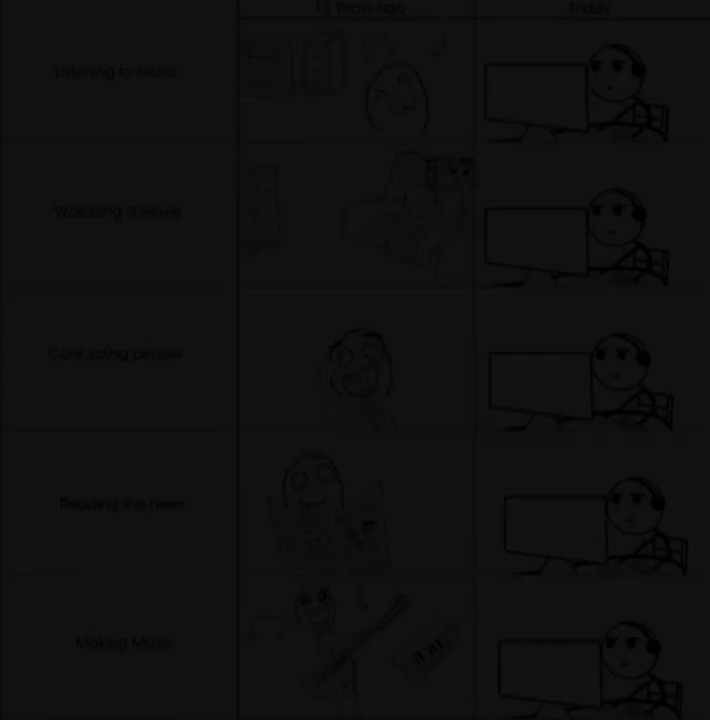 15 Years ago
Today
Listening to music
Watching a movie
Contacting people
Reading the news
Making Music